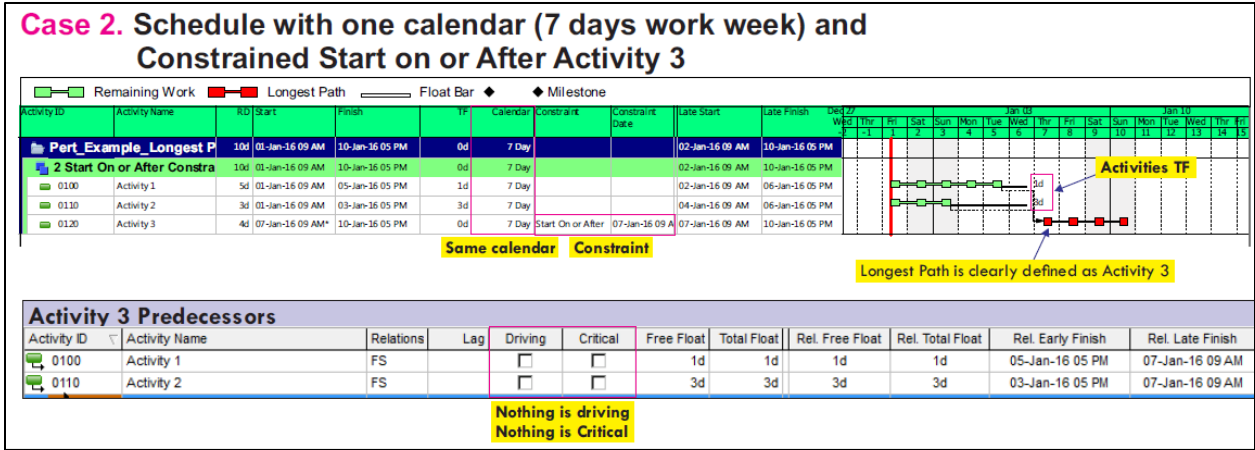 Case 2. Schedule with one calendar (7 days work week) and
Constrained Start on or After Activity 3
Remaining Work Longest Path Float Bar Milestone
Activity ID Activity Name RD Start Finish TF Calendar Constraint Constraint Date Late Start Late Finish Dec 27 Jan 03 Jan 10
Wed Thr Fri Sat Sun Mon Tue Wed Thr Fri Sat Sun Mon Tue Wed Thr Fri
-2 -1 1 2 3 4 5 6 7 8 9 10 11 12 13 14 15
Pert_Example_Longest P 10d 01-Jan-16 09 AM 10-Jan-16 05 PM 0d 7 Day 02-Jan-16 09 AM 10-Jan-16 05 PM
2 Start On or After Constra 10d 01-Jan-16 09 AM 10-Jan-16 05 PM 0d 7 Day 02-Jan-16 09 AM 10-Jan-16 05 PM
Activities TF
0100 Activity 1 5d 01-Jan-16 09 AM 05-Jan-16 05 PM 1d 7 Day 02-Jan-16 09 AM 06-Jan-16 05 PM 1d
0110 Activity 2 3d 01-Jan-16 09 AM 03-Jan-16 05 PM 3d 7 Day 04-Jan-16 09 AM 06-Jan-16 05 PM 3d
0120 Activity 3 4d 07-Jan-16 09 AM* 10-Jan-16 05 PM 0d 7 Day Start On or After 07-Jan-16 09 A 07-Jan-16 09 AM 10-Jan-16 05 PM
Same calendar Constraint
Longest Path is clearly defined as Activity 3
Activity 3 Predecessors
Activity ID Activity Name Relations Lag Driving Critical Free Float Total Float Rel. Free Float Rel. Total Float Rel. Early Finish Rel. Late Finish
0100 Activity 1 FS 1d 1d 1d 1d 05-Jan-16 05 PM 07-Jan-16 09 AM
0110 Activity 2 FS 3d 3d 3d 3d 03-Jan-16 05 PM 07-Jan-16 09 AM
Nothing is driving
Nothing is Critical